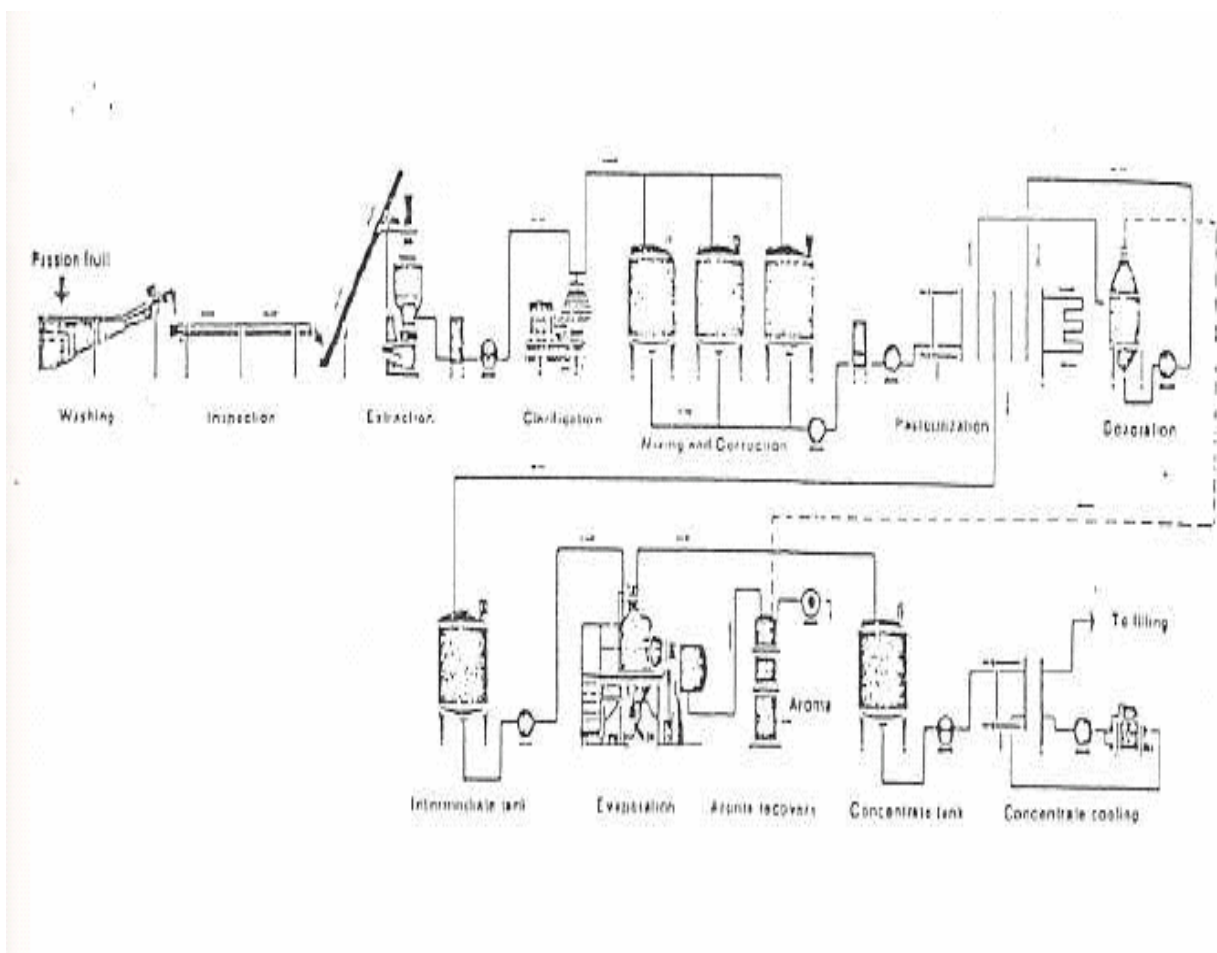 Passion fruit
Washing
Inspection
Extraction
Clarification
Mixing and Correction
Pasteurization
Deaeration
To filling
Aroma
Intermediate tank
Evaporation
Aroma recovery
Concentrate tank
Concentrate cooling